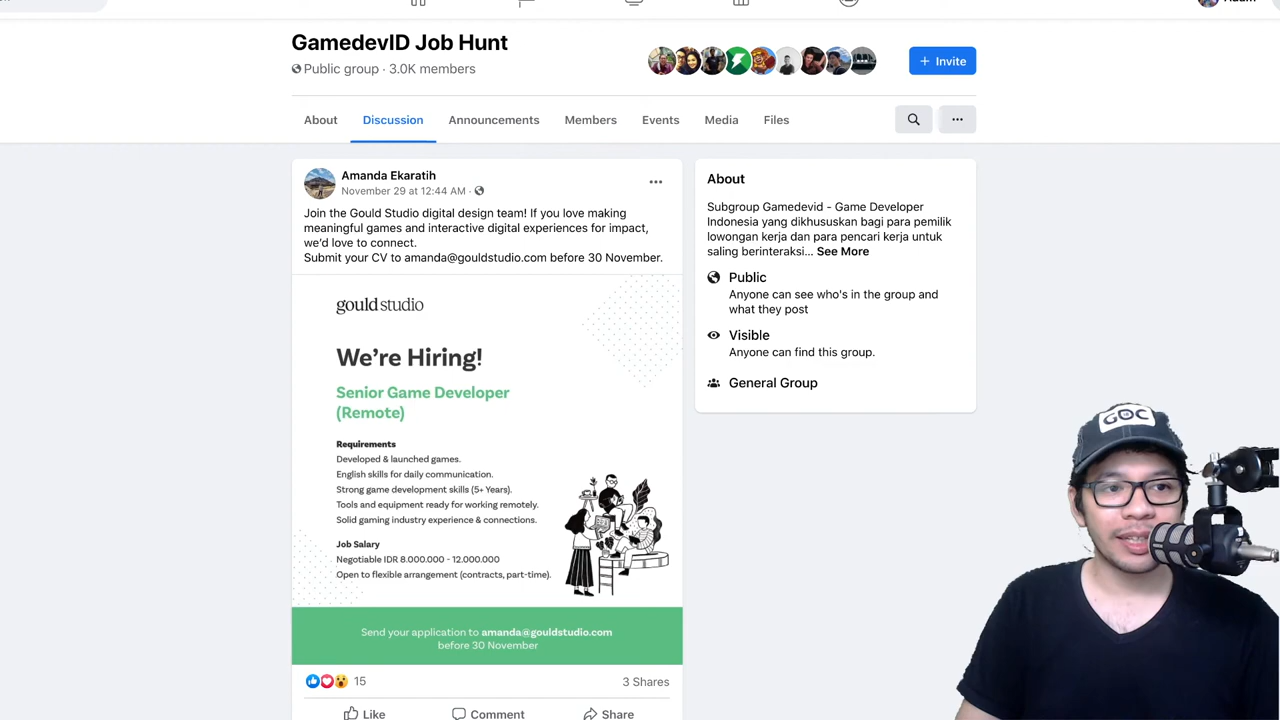 GamedevID Job Hunt
Public group · 3.0K members
+ Invite
About
Discussion
Announcements
Members
Events
Media
Files
Amanda Ekaratih
November 29 at 12:44 AM ·
Join the Gould Studio digital design team! If you love making
meaningful games and interactive digital experiences for impact,
we'd love to connect.
Submit your CV to amanda@gouldstudio.com before 30 November.
gould studio
We're Hiring!
Senior Game Developer
(Remote)
Requirements
Developed & launched games.
English skills for daily communication.
Strong game development skills (5+ Years).
Tools and equipment ready for working remotely.
Solid gaming industry experience & connections.
Job Salary
Negotiable IDR 8.000.000 - 12.000.000
Open to flexible arrangement (contracts, part-time).
Send your application to amanda@gouldstudio.com
before 30 November
15
3 Shares
Like
Comment
Share
About
Subgroup Gamedevid - Game Developer
Indonesia yang dikhususkan bagi para pemilik
lowongan kerja dan para pencari kerja untuk
saling berinteraksi... See More
Public
Anyone can see who's in the group and
what they post
Visible
Anyone can find this group.
General Group
GDC